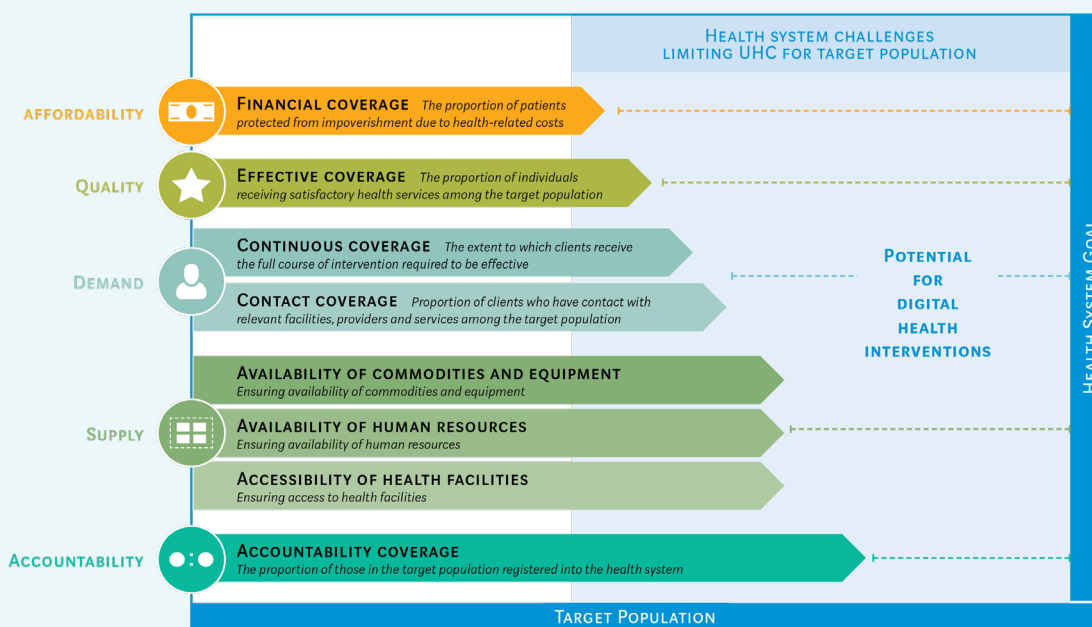 HEALTH SYSTEM CHALLENGES
LIMITING UHC FOR TARGET POPULATION
AFFORDABILITY
FINANCIAL COVERAGE The proportion of patients
protected from impoverishment due to health-related costs
QUALITY
EFFECTIVE COVERAGE The proportion of individuals
receiving satisfactory health services among the target population
DEMAND
CONTINUOUS COVERAGE The extent to which clients receive
the full course of intervention required to be effective
CONTACT COVERAGE Proportion of clients who have contact with
relevant facilities, providers and services among the target population
POTENTIAL
FOR
DIGITAL
HEALTH
INTERVENTIONS
SUPPLY
AVAILABILITY OF COMMODITIES AND EQUIPMENT
Ensuring availability of commodities and equipment
AVAILABILITY OF HUMAN RESOURCES
Ensuring availability of human resources
ACCESSIBILITY OF HEALTH FACILITIES
Ensuring access to health facilities
ACCOUNTABILITY
ACCOUNTABILITY COVERAGE
The proportion of those in the target population registered into the health system
TARGET POPULATION
HEALTH SYSTEM GOAL